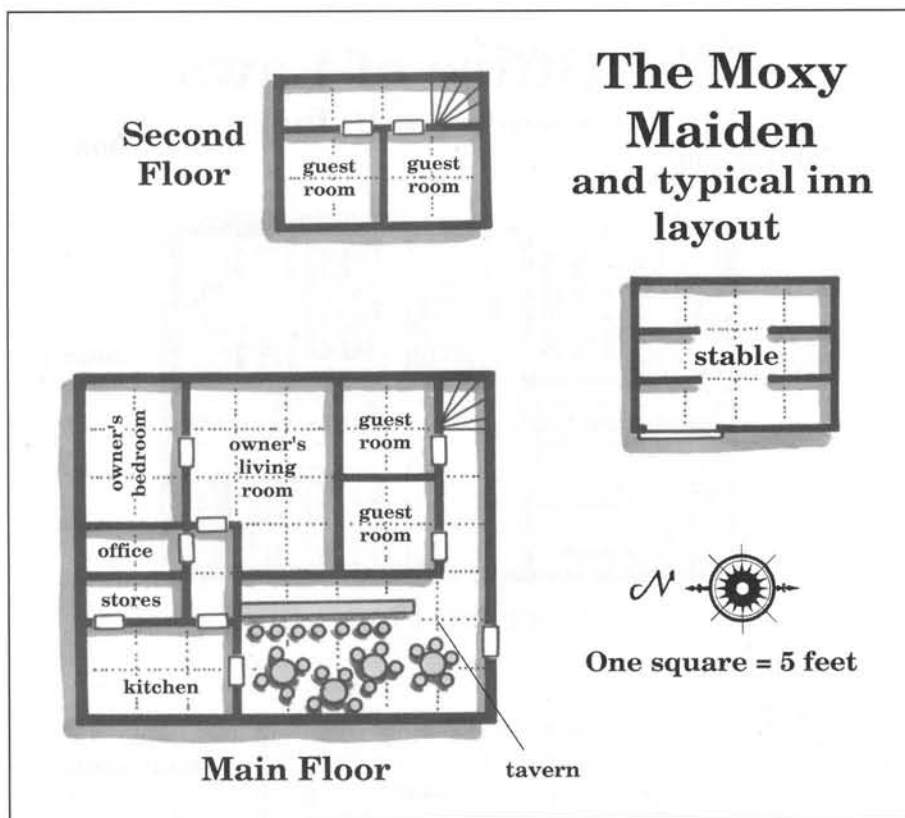 The Moxy
Maiden
and typical inn
layout
Second
Floor
guest
room
guest
room
stable
owner's
bedroom
owner's
living
room
guest
room
guest
room
office
stores
kitchen
N
One square = 5 feet
Main Floor
tavern